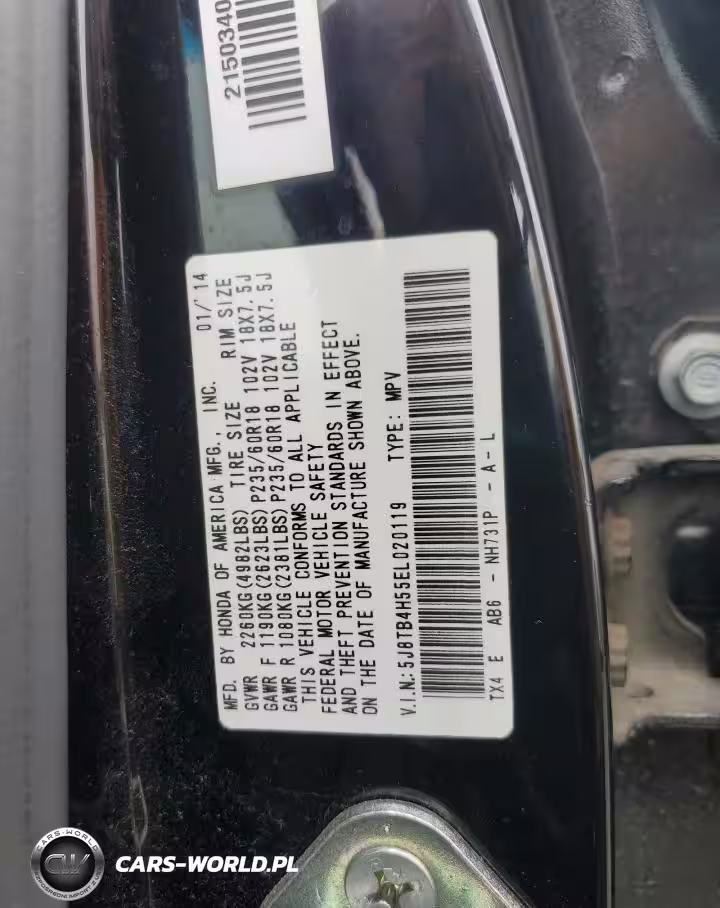 2150340
MFD. BY HONDA OF AMERICA MFG., INC. 01/'14
GVWR 2260KG(4982LBS) TIRE SIZE RIM SIZE
GAWR F 1190KG(2623LBS)P235/60R18 102V 18X7.5J
GAWR R 1080KG(2381LBS)P235/60R18 102V 18X7.5J
THIS VEHICLE CONFORMS TO ALL APPLICABLE
FEDERAL MOTOR VEHICLE SAFETY
AND THEFT PREVENTION STANDARDS IN EFFECT
ON THE DATE OF MANUFACTURE SHOWN ABOVE.
V.I.N.:5J8TB4H55EL020119 TYPE: MPV
TX4 E AB6 - NH731P - A - L
CARS-WORLD
CARS-WORLD.PL